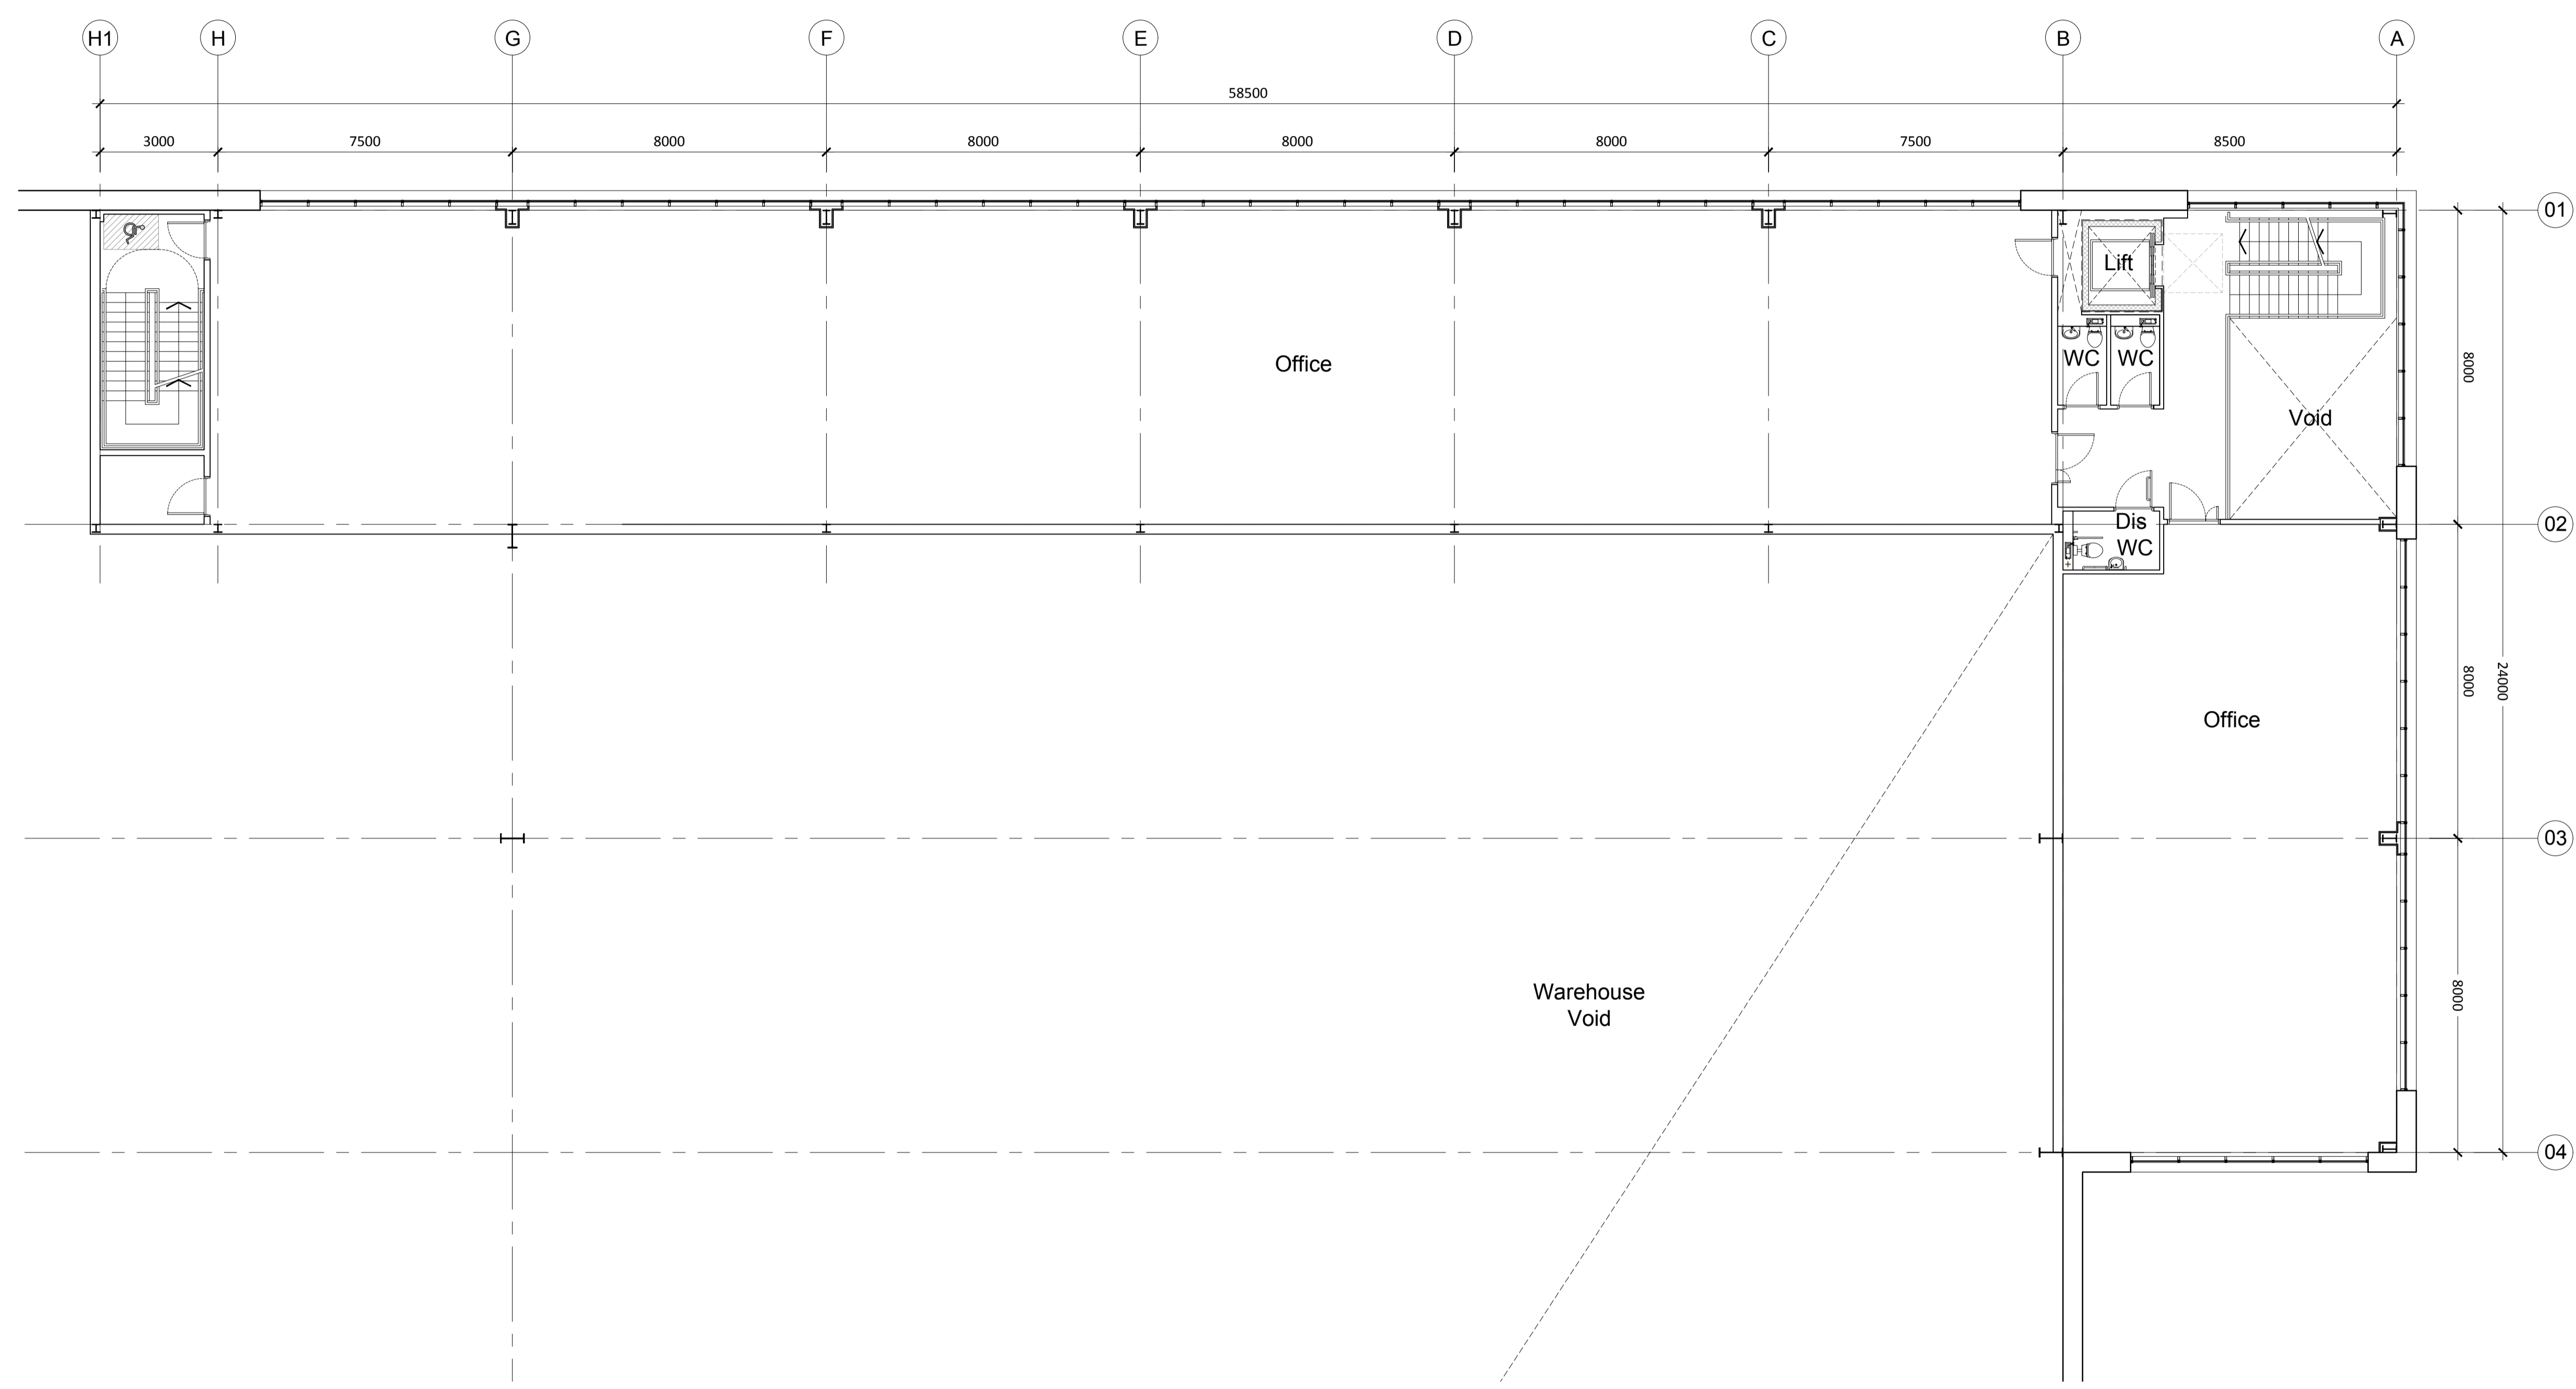 H1 H G F E D C B A
58500
3000 7500 8000 8000 8000 8000 7500 8500
01
Lift
8000
Office
WC WC
Void
Dis
WC
02
8000
24000
Office
03
Warehouse
Void
8000
04